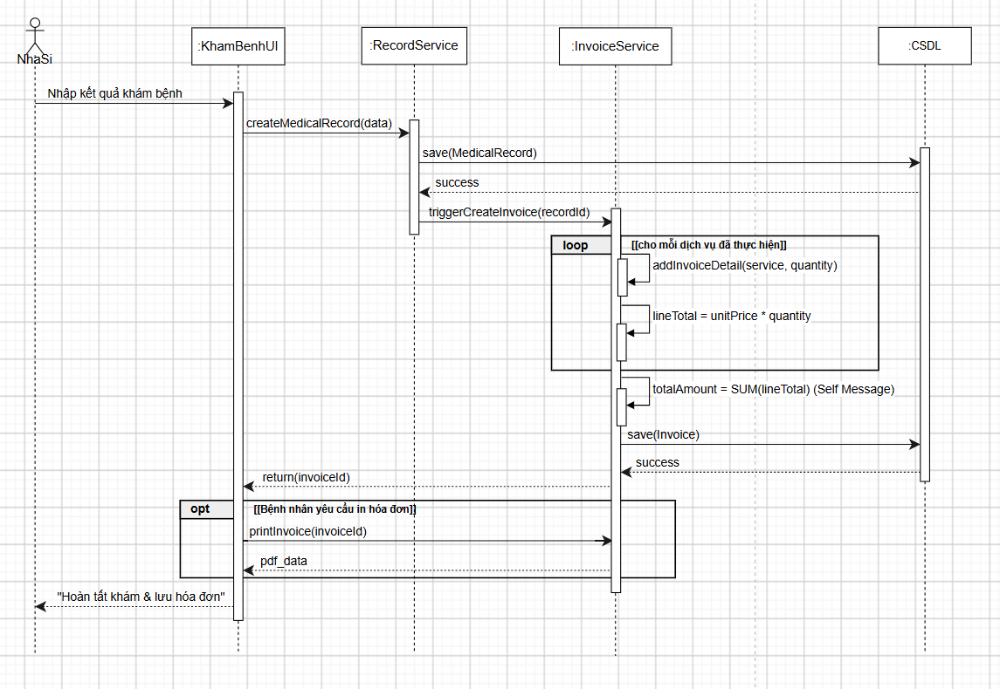 NhaSi
:KhamBenhUI
:RecordService
:InvoiceService
:CSDL
Nhập kết quả khám bệnh
createMedicalRecord(data)
save(MedicalRecord)
success
triggerCreateInvoice(recordId)
loop
[[cho mỗi dịch vụ đã thực hiện]]
addInvoiceDetail(service, quantity)
lineTotal = unitPrice * quantity
totalAmount = SUM(lineTotal) (Self Message)
save(Invoice)
success
return(invoiceId)
opt
[[Bệnh nhân yêu cầu in hóa đơn]]
printInvoice(invoiceId)
pdf_data
"Hoàn tất khám & lưu hóa đơn"